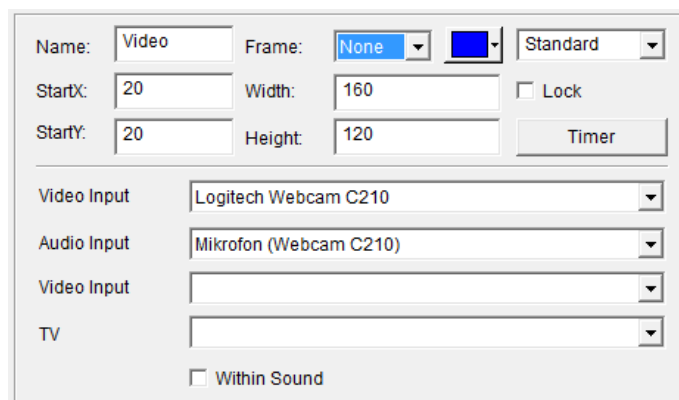 Name: Video Frame: None Standard
StartX: 20 Width: 160 Lock
StartY: 20 Height: 120 Timer
Video Input Logitech Webcam C210
Audio Input Mikrofon (Webcam C210)
Video Input
TV
Within Sound